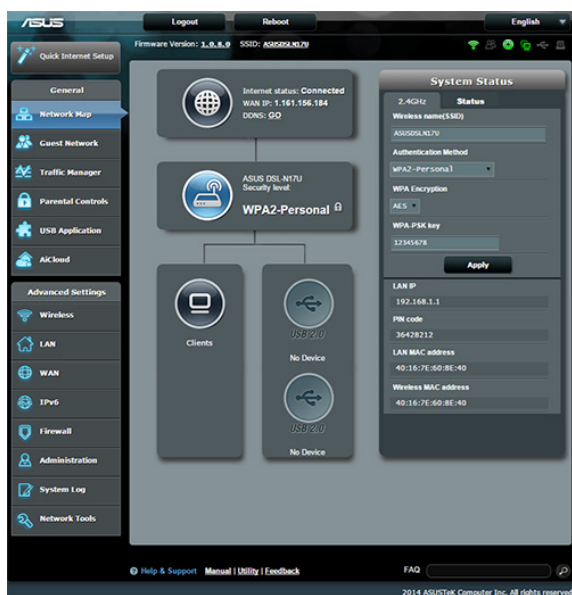 ASUS
Logout
Reboot
English
Quick Internet Setup
Firmware Version: 1.0.8.0 SSID: ASUSDSLN17U
General
Network Map
Guest Network
Traffic Manager
Parental Controls
USB Application
AiCloud
Advanced Settings
Wireless
LAN
WAN
IPv6
Firewall
Administration
System Log
Network Tools
Internet status: Connected
WAN IP: 1.161.156.184
DDNS: GO
ASUS DSL-N17U
Security level:
WPA2-Personal
Clients
USB 2.0
No Device
USB 2.0
No Device
System Status
2.4GHz
Status
Wireless name(SSID)
ASUSDSLN17U
Authentication Method
WPA2-Personal
WPA Encryption
AES
WPA-PSK key
12345678
Apply
LAN IP
192.168.1.1
PIN code
36428212
LAN MAC address
40:16:7E:60:8E:40
Wireless MAC address
40:16:7E:60:8E:40
Help & Support Manual | Utility | Feedback
FAQ
2014 ASUSTeK Computer Inc. All rights reserved